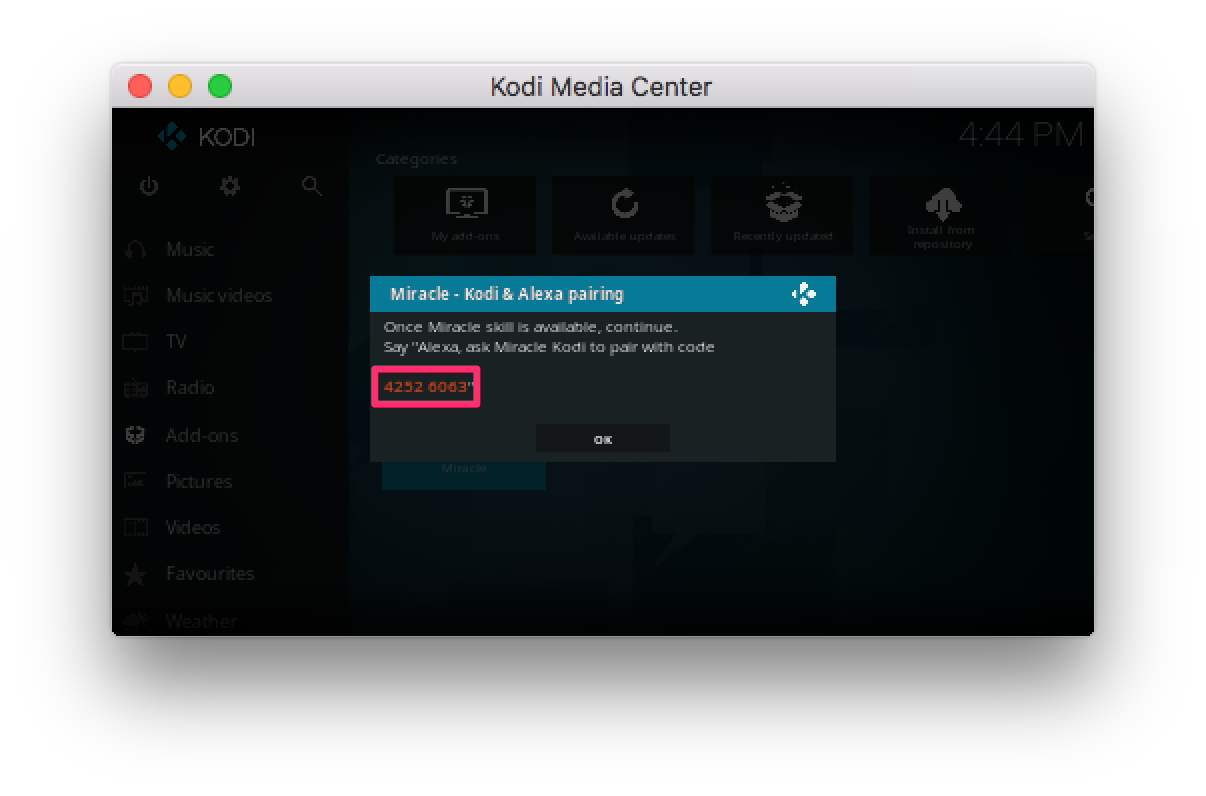 Kodi Media Center
KODI
4:44 PM
Categories
My add-ons
Available updates
Recently updated
Install from
repository
Music
Music videos
TV
Radio
Add-ons
Pictures
Videos
Favourites
Weather
Miracle - Kodi & Alexa pairing
Once Miracle skill is available, continue.
Say "Alexa, ask Miracle Kodi to pair with code
4252 6063"
OK
Miracle